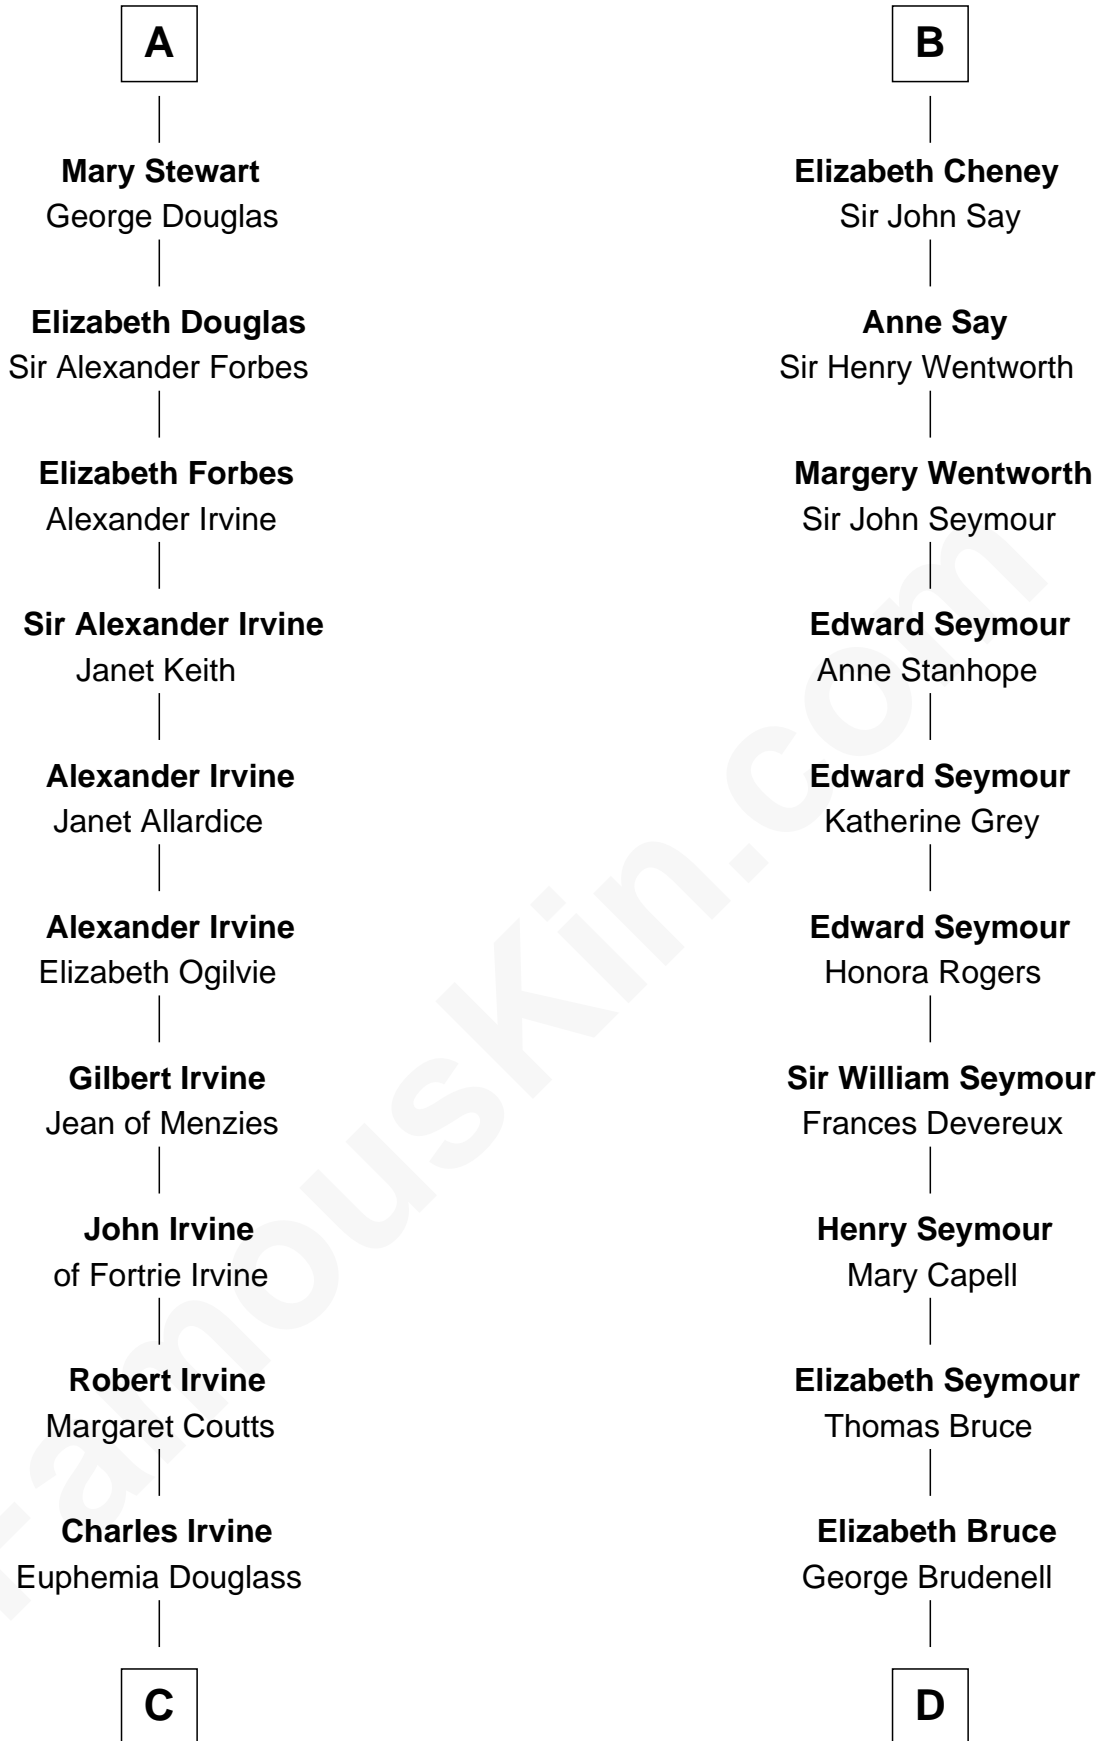 A
Mary Stewart
George Douglas
Elizabeth Douglas
Sir Alexander Forbes
Elizabeth Forbes
Alexander Irvine
Sir Alexander Irvine
Janet Keith
Alexander Irvine
Janet Allardice
Alexander Irvine
Elizabeth Ogilvie
Gilbert Irvine
Jean of Menzies
John Irvine
of Fortrie Irvine
Robert Irvine
Margaret Coutts
Charles Irvine
Euphemia Douglass
C
B
Elizabeth Cheney
Sir John Say
Anne Say
Sir Henry Wentworth
Margery Wentworth
Sir John Seymour
Edward Seymour
Anne Stanhope
Edward Seymour
Katherine Grey
Edward Seymour
Honora Rogers
Sir William Seymour
Frances Devereux
Henry Seymour
Mary Capell
Elizabeth Seymour
Thomas Bruce
Elizabeth Bruce
George Brudenell
D
FamousKin.com